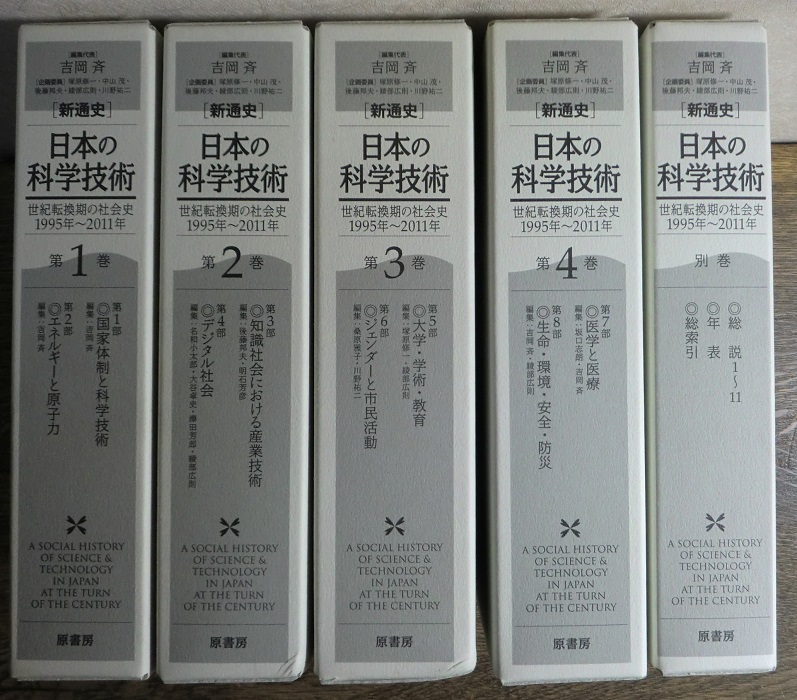 [編集代表]
吉岡 斉
[企画委員]塚原修一・中山 茂・
後藤邦夫・綾部広則・川野祐二
[新通史]
日本の
科学技術
世紀転換期の社会史
1995年～2011年
第1巻
第1部
◎国家体制と科学技術
編集：吉岡 斉
第2部
◎エネルギーと原子力
編集：吉岡 斉
A SOCIAL HISTORY
OF SCIENCE &
TECHNOLOGY
IN JAPAN
AT THE TURN
OF THE CENTURY
原書房
[編集代表]
吉岡 斉
[企画委員]塚原修一・中山 茂・
後藤邦夫・綾部広則・川野祐二
[新通史]
日本の
科学技術
世紀転換期の社会史
1995年～2011年
第2巻
第3部
◎知識社会における産業技術
編集：後藤邦夫・明石芳彦
第4部
◎デジタル社会
編集：名和小太郎・大谷卓史・澤田芳郎・綾部広則
A SOCIAL HISTORY
OF SCIENCE &
TECHNOLOGY
IN JAPAN
AT THE TURN
OF THE CENTURY
原書房
[編集代表]
吉岡 斉
[企画委員]塚原修一・中山 茂・
後藤邦夫・綾部広則・川野祐二
[新通史]
日本の
科学技術
世紀転換期の社会史
1995年～2011年
第3巻
第5部
◎大学・学術・教育
編集：塚原修一・綾部広則
第6部
◎ジェンダーと市民活動
編集：桑原雅子・川野祐二
A SOCIAL HISTORY
OF SCIENCE &
TECHNOLOGY
IN JAPAN
AT THE TURN
OF THE CENTURY
原書房
[編集代表]
吉岡 斉
[企画委員]塚原修一・中山 茂・
後藤邦夫・綾部広則・川野祐二
[新通史]
日本の
科学技術
世紀転換期の社会史
1995年～2011年
第4巻
第7部
◎医学と医療
編集：坂口志朗・吉岡 斉
第8部
◎生命・環境・安全・防災
編集：吉岡 斉・綾部広則
A SOCIAL HISTORY
OF SCIENCE &
TECHNOLOGY
IN JAPAN
AT THE TURN
OF THE CENTURY
原書房
[編集代表]
吉岡 斉
[企画委員]塚原修一・中山 茂・
後藤邦夫・綾部広則・川野祐二
[新通史]
日本の
科学技術
世紀転換期の社会史
1995年～2011年
別巻
◎総 説 1～11
◎年 表
◎総索引
A SOCIAL HISTORY
OF SCIENCE &
TECHNOLOGY
IN JAPAN
AT THE TURN
OF THE CENTURY
原書房